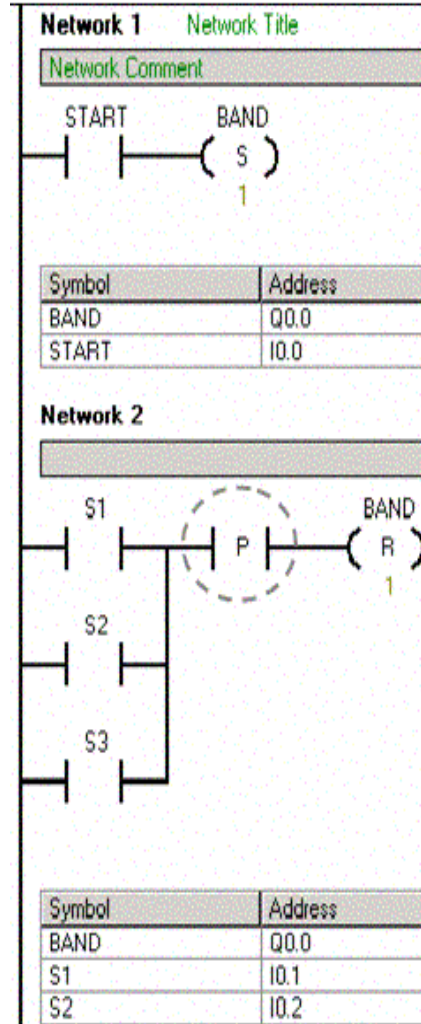 Network 1 Network Title
Network Comment
START BAND
S
1
Symbol Address
BAND Q0.0
START I0.0
Network 2
S1 BAND
P R
1
S2
S3
Symbol Address
BAND Q0.0
S1 I0.1
S2 I0.2